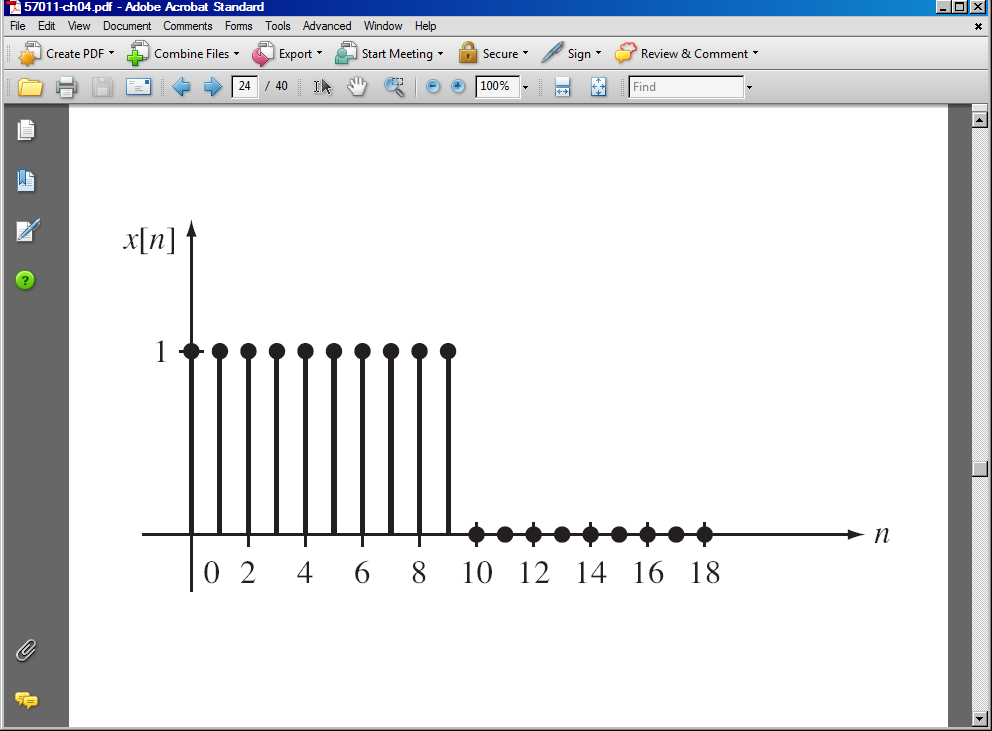 57011-ch04.pdf - Adobe Acrobat Standard
File Edit View Document Comments Forms Tools Advanced Window Help
Create PDF Combine Files Export Start Meeting Secure Sign Review & Comment
24 / 40 100% Find
x[n]
1
n
0 2 4 6 8 10 12 14 16 18